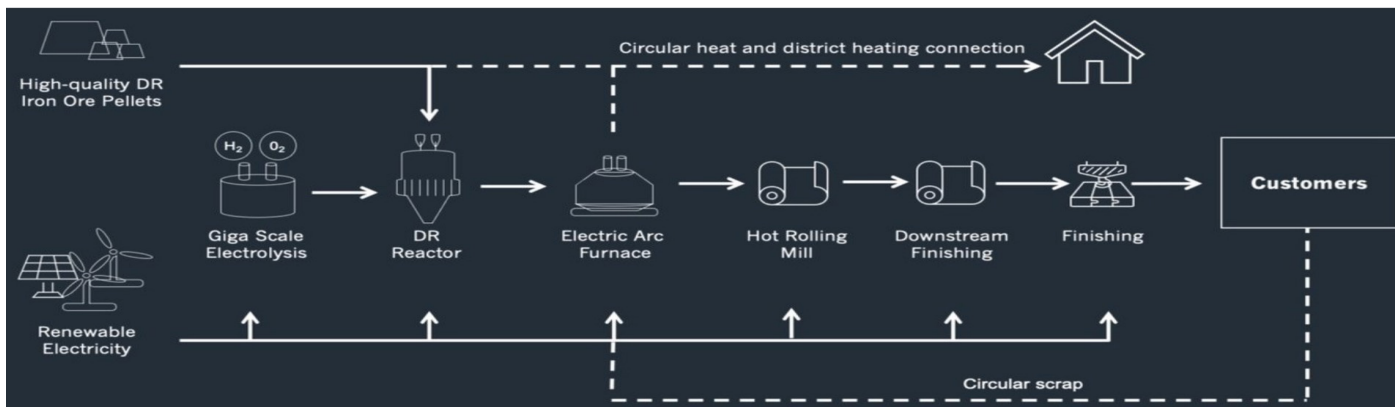 Circular heat and district heating connection
High-quality DR
Iron Ore Pellets
H2
02
Customers
Giga Scale
Electrolysis
DR
Reactor
Electric Arc
Furnace
Hot Rolling
Mill
Downstream
Finishing
Finishing
Renewable
Electricity
Circular scrap